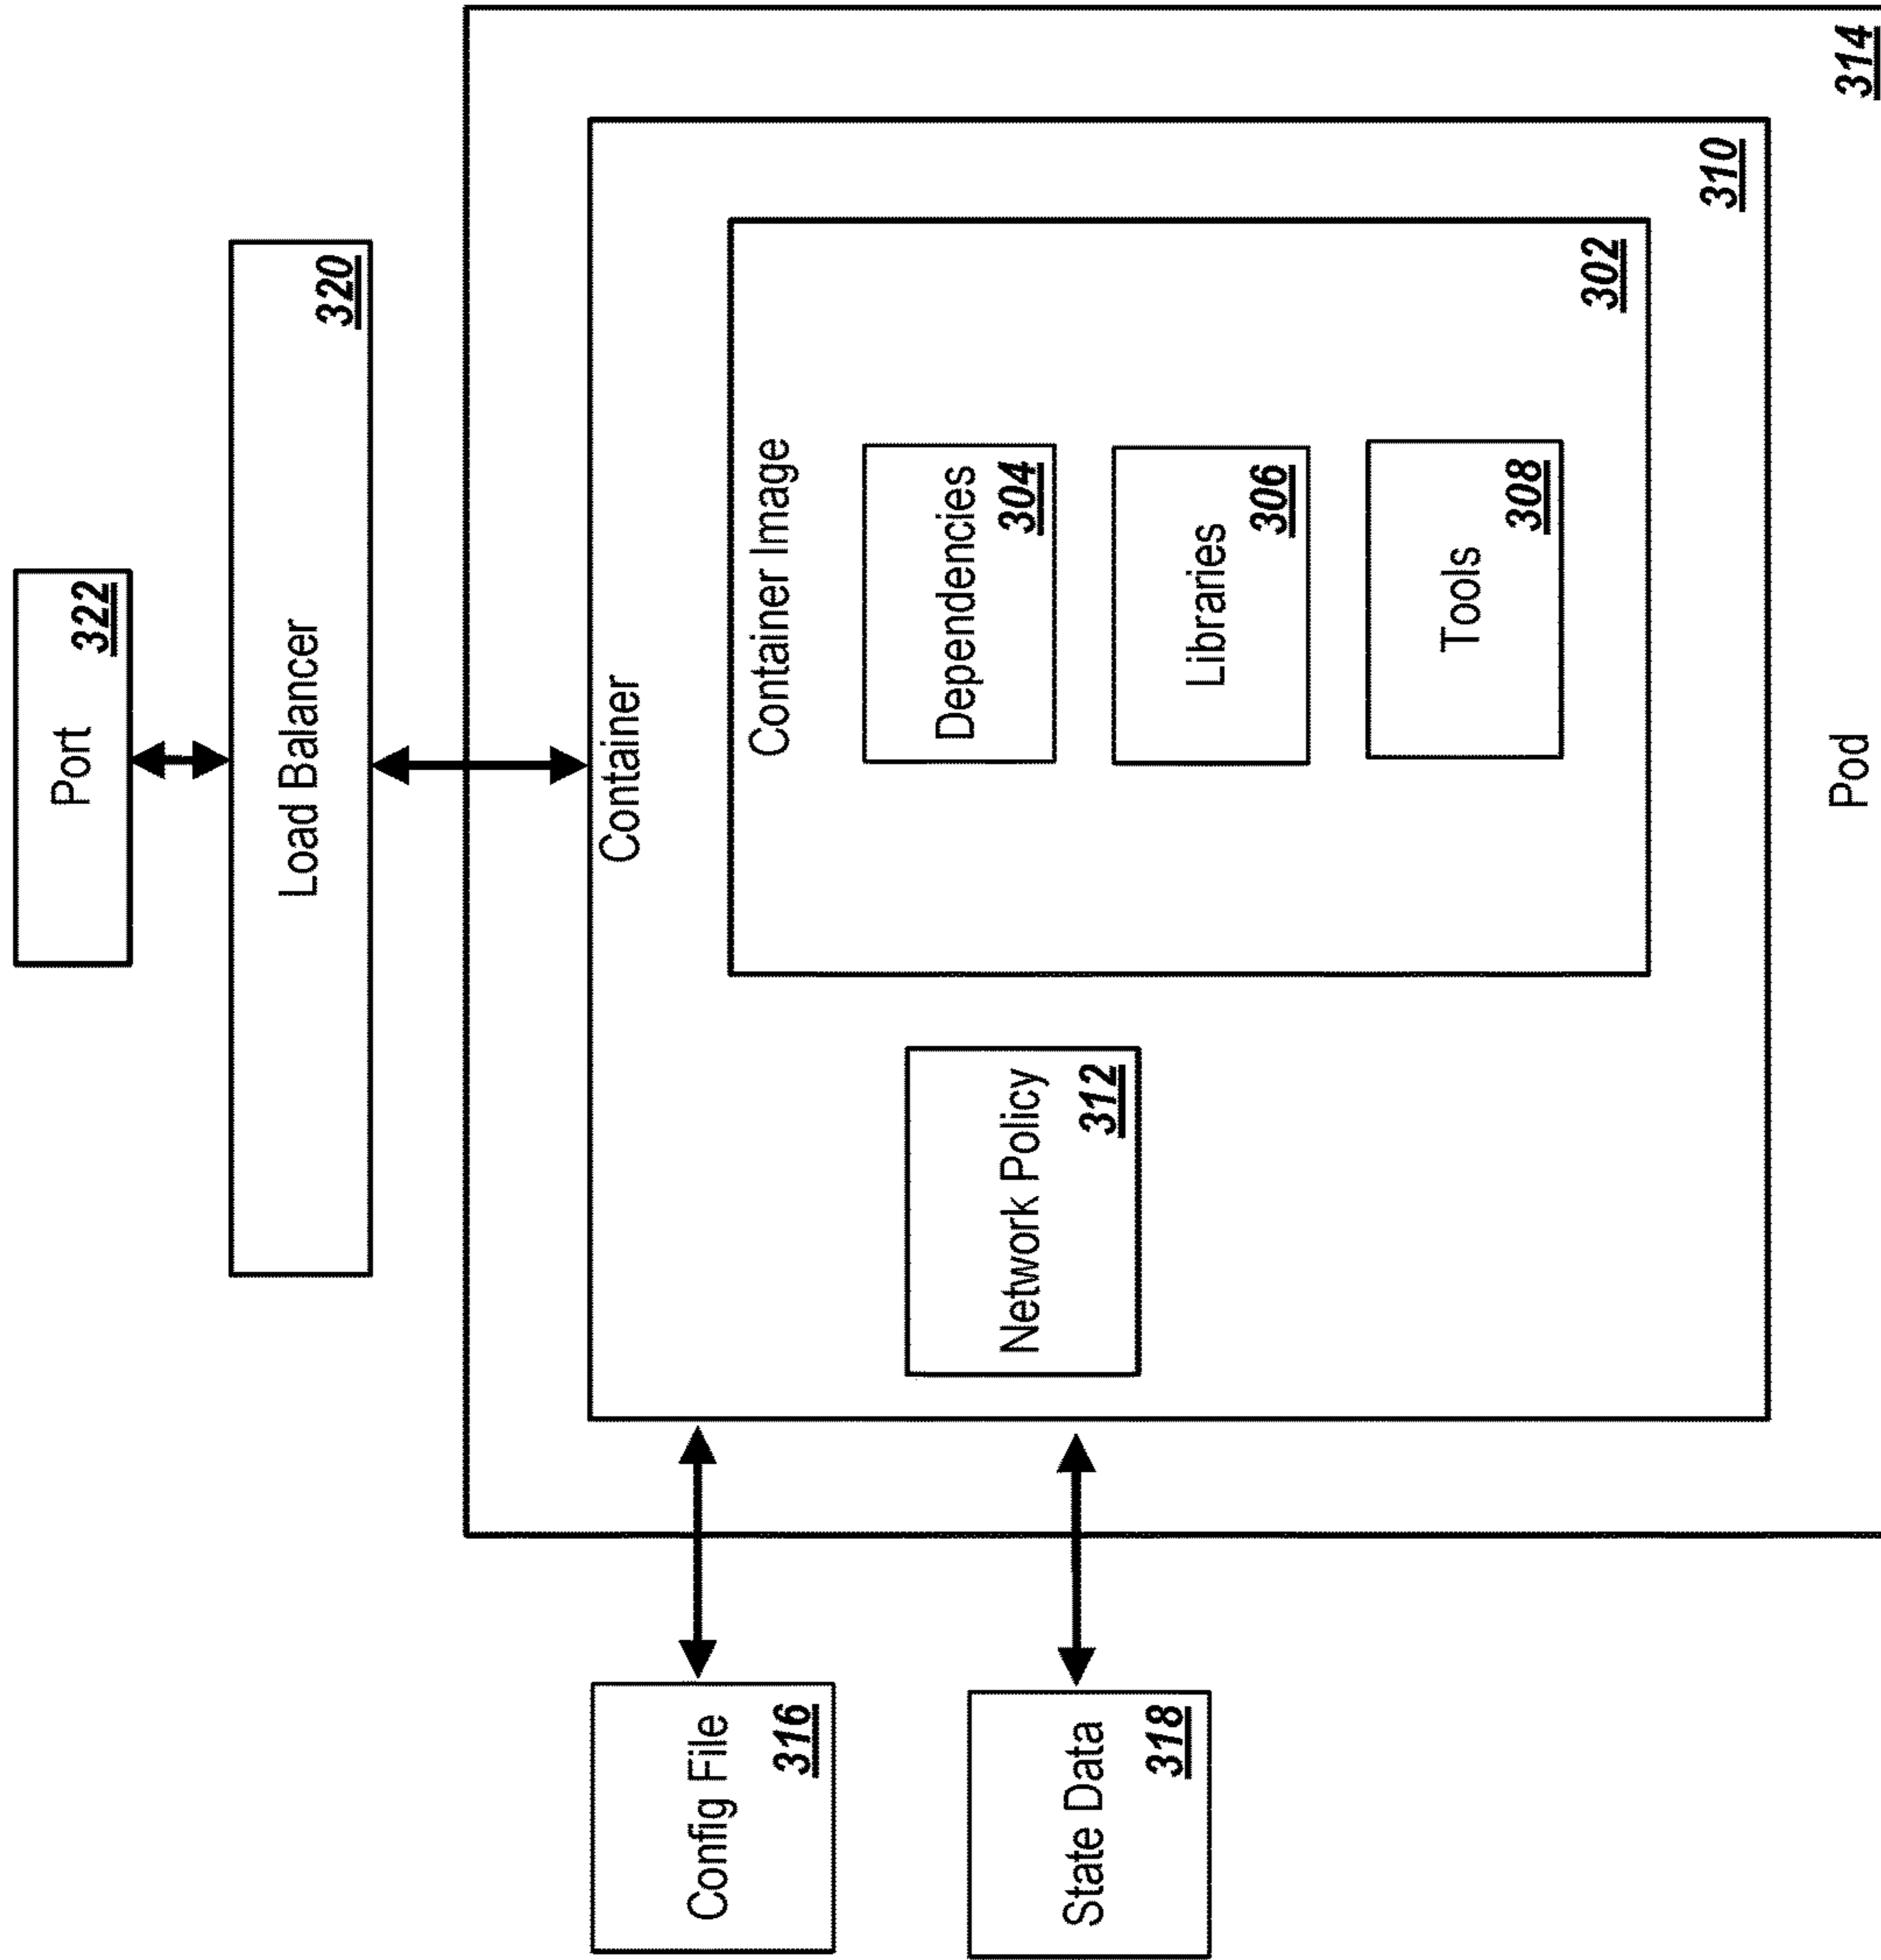 Port
322
Load Balancer
320
Container
Config File
316
State Data
318
Network Policy
312
Container Image
Dependencies
304
Libraries
306
Tools
308
302
310
Pod
314